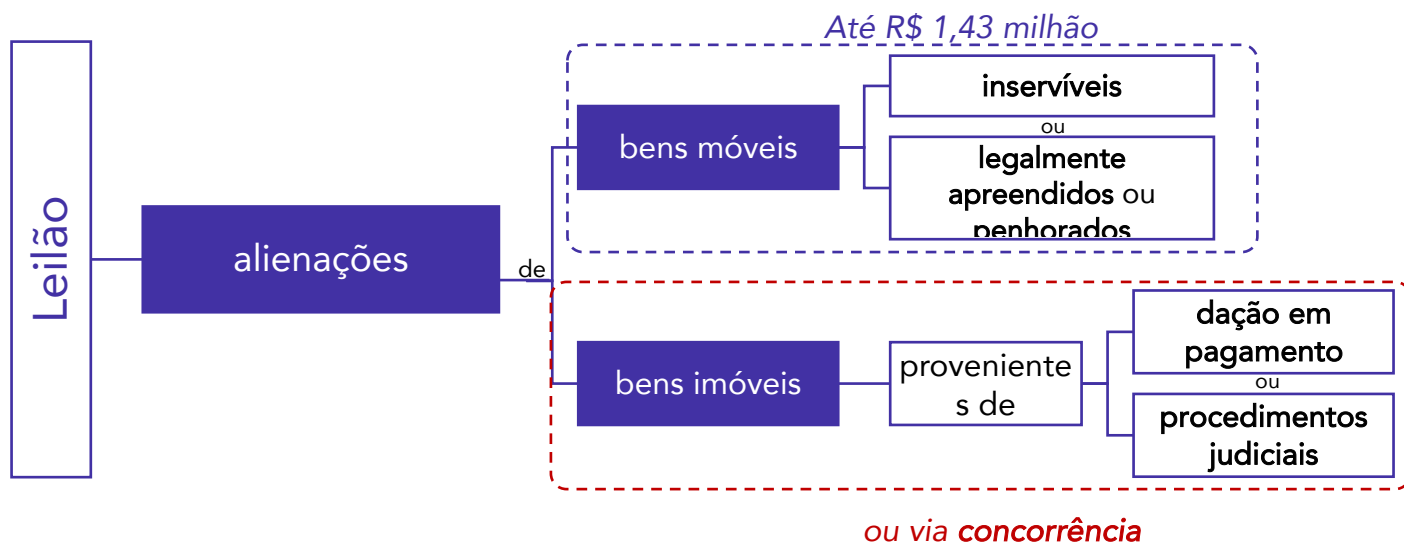 Até R$ 1,43 milhão
Leilão
alienações
de
bens móveis
inservíveis
ou
legalmente
apreendidos ou
penhorados
bens imóveis
proveniente
s de
dação em
pagamento
ou
procedimentos
judiciais
ou via concorrência